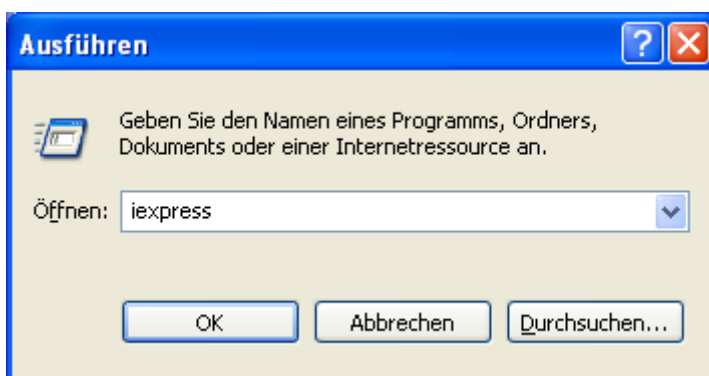 Ausführen
Geben Sie den Namen eines Programms, Ordners,
Dokuments oder einer Internetressource an.
Öffnen: iexpress
OK Abbrechen Durchsuchen...